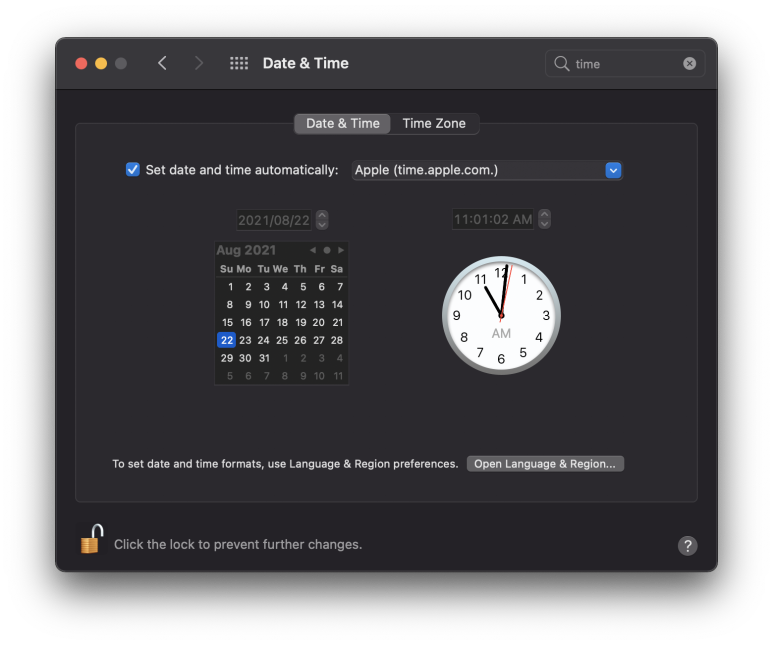 Date & Time
time
Date & Time Time Zone
Set date and time automatically: Apple (time.apple.com.)
2021/08/22
11:01:02 AM
Aug 2021
Su Mo Tu We Th Fr Sa
1 2 3 4 5 6 7
8 9 10 11 12 13 14
15 16 17 18 19 20 21
22 23 24 25 26 27 28
29 30 31 1 2 3 4
5 6 7 8 9 10 11
12 1 2 3 4 5 6 7 8 9 10 11
AM
To set date and time formats, use Language & Region preferences. Open Language & Region...
Click the lock to prevent further changes. ?